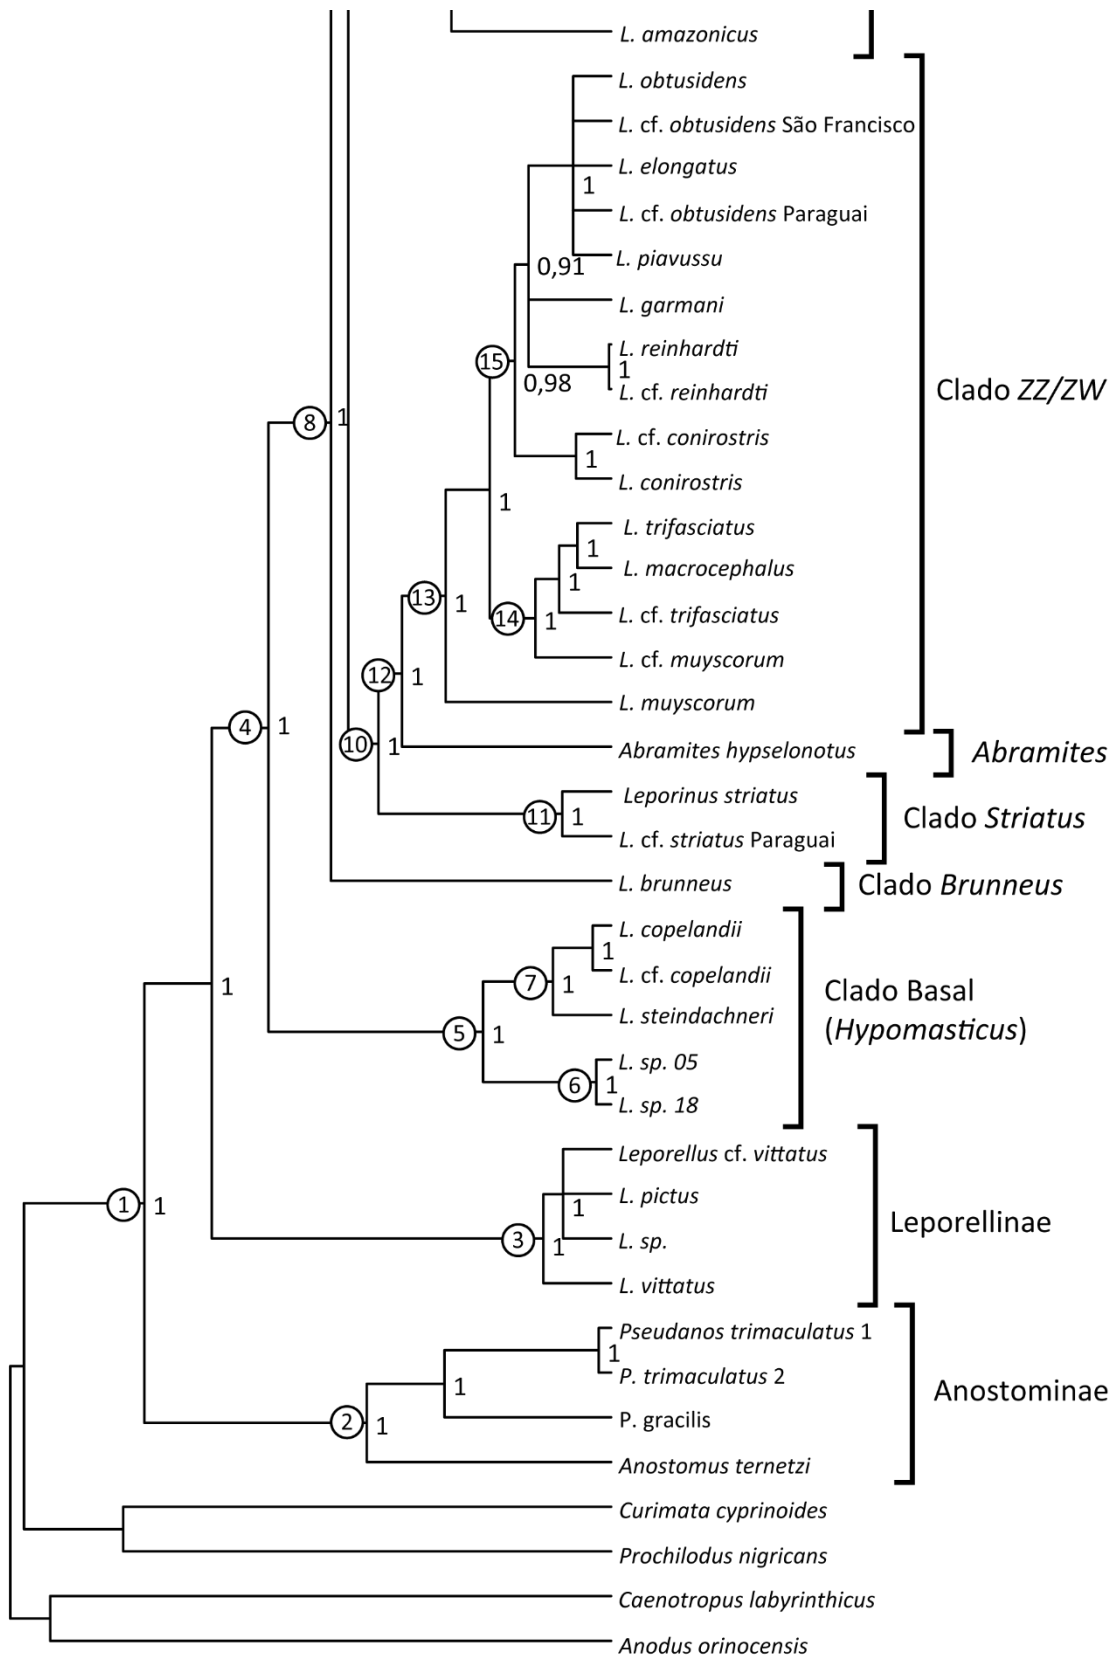 L. amazonicus
L. obtusidens
L. cf. obtusidens São Francisco
L. elongatus
1
L. cf. obtusidens Paraguai
L. piavussu
0,91
L. garmani
L. reinhardti
15
1
0,98
L. cf. reinhardti
Clado ZZ/ZW
8
1
L. cf. conirostris
1
L. conirostris
1
L. trifasciatus
1
L. macrocephalus
1
13
1
L. cf. trifasciatus
14
1
L. cf. muyscorum
12
1
L. muyscorum
4
1
10
1
Abramites hypselonotus
Abramites
Leporinus striatus
11
1
Clado Striatus
L. cf. striatus Paraguai
L. brunneus
Clado Brunneus
L. copelandii
1
L. cf. copelandii
7
1
1
Clado Basal
(Hypomasticus)
L. steindachneri
5
1
L. sp. 05
6
1
L. sp. 18
Leporellus cf. vittatus
L. pictus
1
1
1
Leporellinae
L. sp.
3
1
L. vittatus
Pseudanos trimaculatus 1
1
P. trimaculatus 2
1
Anostominae
P. gracilis
2
1
Anostomus ternetzi
Curimata cyprinoides
Prochilodus nigricans
Caenotropus labyrinthicus
Anodus orinocensis